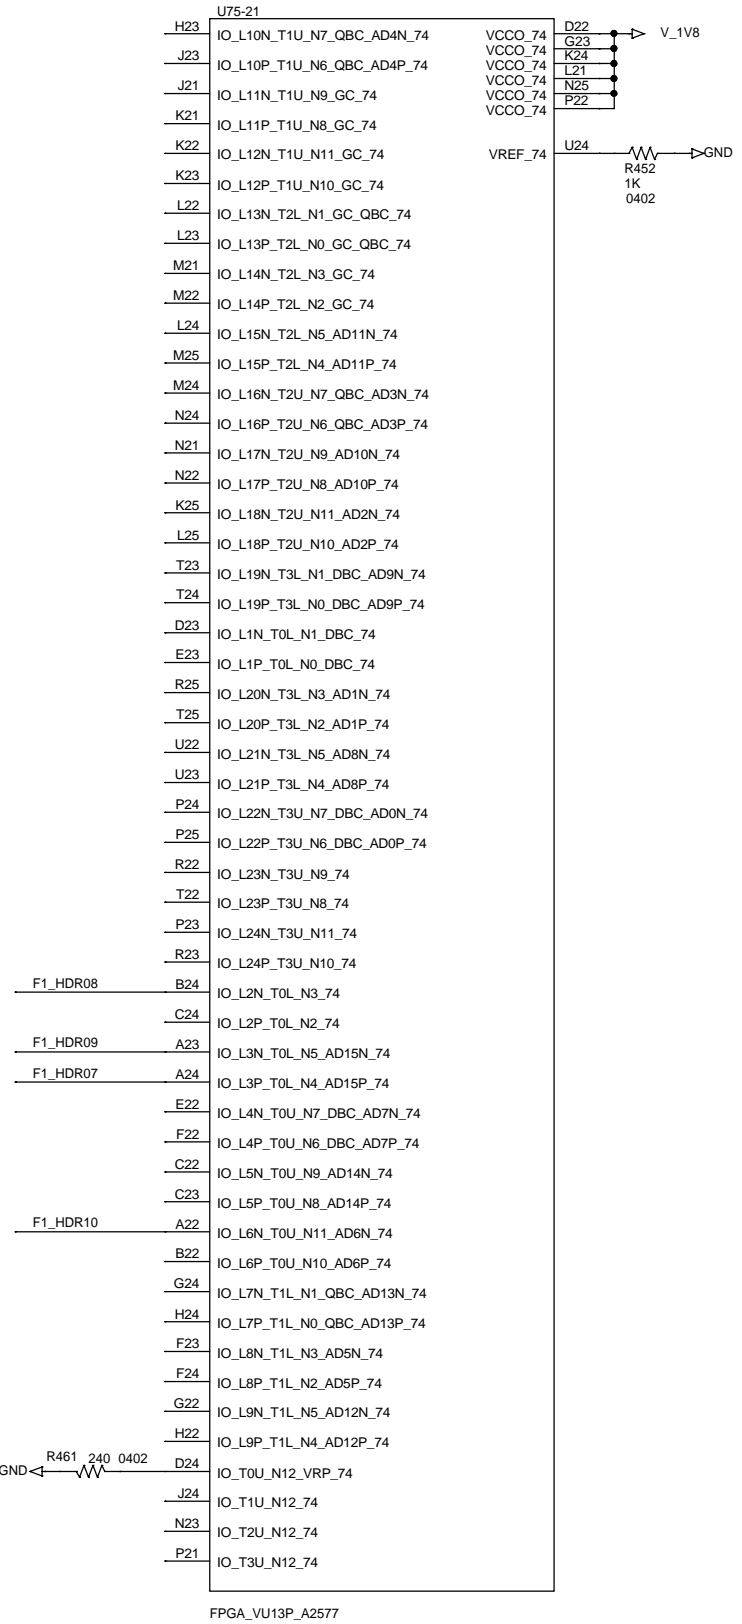 U75-21
H23 IO_L10N_T1U_N7_QBC_AD4N_74 VCCO_74 D22 V_1V8
VCCO_74 G23
J23 IO_L10P_T1U_N6_QBC_AD4P_74 VCCO_74 K24
VCCO_74 L21
J21 IO_L11N_T1U_N9_GC_74 VCCO_74 N25
VCCO_74 P22
K21 IO_L11P_T1U_N8_GC_74
K22 IO_L12N_T1U_N11_GC_74 VREF_74 U24 GND
R452
1K
0402
K23 IO_L12P_T1U_N10_GC_74
L22 IO_L13N_T2L_N1_GC_QBC_74
L23 IO_L13P_T2L_N0_GC_QBC_74
M21 IO_L14N_T2L_N3_GC_74
M22 IO_L14P_T2L_N2_GC_74
L24 IO_L15N_T2L_N5_AD11N_74
M25 IO_L15P_T2L_N4_AD11P_74
M24 IO_L16N_T2U_N7_QBC_AD3N_74
N24 IO_L16P_T2U_N6_QBC_AD3P_74
N21 IO_L17N_T2U_N9_AD10N_74
N22 IO_L17P_T2U_N8_AD10P_74
K25 IO_L18N_T2U_N11_AD2N_74
L25 IO_L18P_T2U_N10_AD2P_74
T23 IO_L19N_T3L_N1_DBC_AD9N_74
T24 IO_L19P_T3L_N0_DBC_AD9P_74
D23 IO_L1N_T0L_N1_DBC_74
E23 IO_L1P_T0L_N0_DBC_74
R25 IO_L20N_T3L_N3_AD1N_74
T25 IO_L20P_T3L_N2_AD1P_74
U22 IO_L21N_T3L_N5_AD8N_74
U23 IO_L21P_T3L_N4_AD8P_74
P24 IO_L22N_T3U_N7_DBC_AD0N_74
P25 IO_L22P_T3U_N6_DBC_AD0P_74
R22 IO_L23N_T3U_N9_74
T22 IO_L23P_T3U_N8_74
P23 IO_L24N_T3U_N11_74
R23 IO_L24P_T3U_N10_74
F1_HDR08 B24 IO_L2N_T0L_N3_74
C24 IO_L2P_T0L_N2_74
F1_HDR09 A23 IO_L3N_T0L_N5_AD15N_74
F1_HDR07 A24 IO_L3P_T0L_N4_AD15P_74
E22 IO_L4N_T0U_N7_DBC_AD7N_74
F22 IO_L4P_T0U_N6_DBC_AD7P_74
C22 IO_L5N_T0U_N9_AD14N_74
C23 IO_L5P_T0U_N8_AD14P_74
F1_HDR10 A22 IO_L6N_T0U_N11_AD6N_74
B22 IO_L6P_T0U_N10_AD6P_74
G24 IO_L7N_T1L_N1_QBC_AD13N_74
H24 IO_L7P_T1L_N0_QBC_AD13P_74
F23 IO_L8N_T1L_N3_AD5N_74
F24 IO_L8P_T1L_N2_AD5P_74
G22 IO_L9N_T1L_N5_AD12N_74
H22 IO_L9P_T1L_N4_AD12P_74
GND R461 240 0402 D24 IO_T0U_N12_VRP_74
J24 IO_T1U_N12_74
N23 IO_T2U_N12_74
P21 IO_T3U_N12_74
FPGA_VU13P_A2577